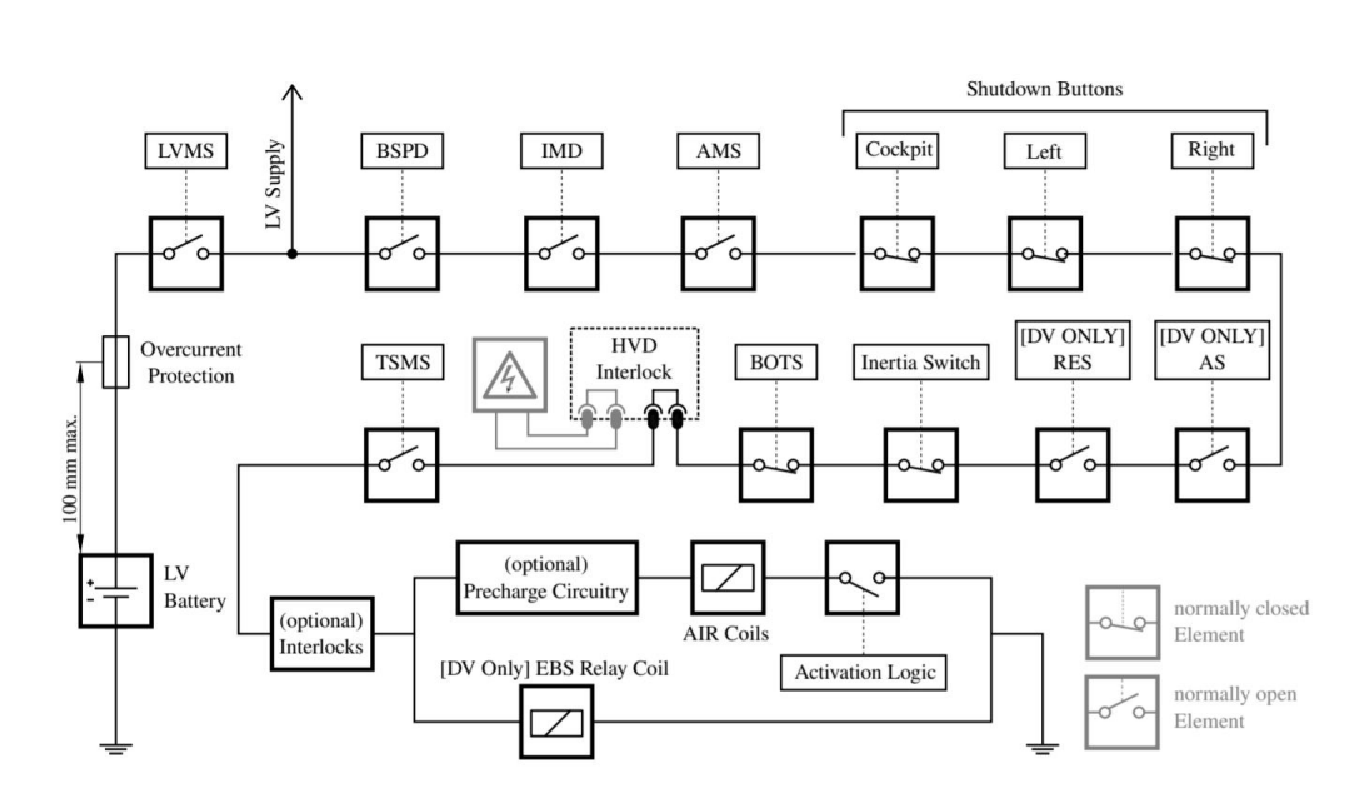 Shutdown Buttons
LVMS
LV Supply
BSPD
IMD
AMS
Cockpit
Left
Right
Overcurrent
Protection
100 mm max.
TSMS
HVD
Interlock
BOTS
Inertia Switch
[DV ONLY]
RES
[DV ONLY]
AS
+
-
LV
Battery
(optional)
Interlocks
(optional)
Precharge Circuitry
AIR Coils
Activation Logic
[DV Only] EBS Relay Coil
normally closed
Element
normally open
Element